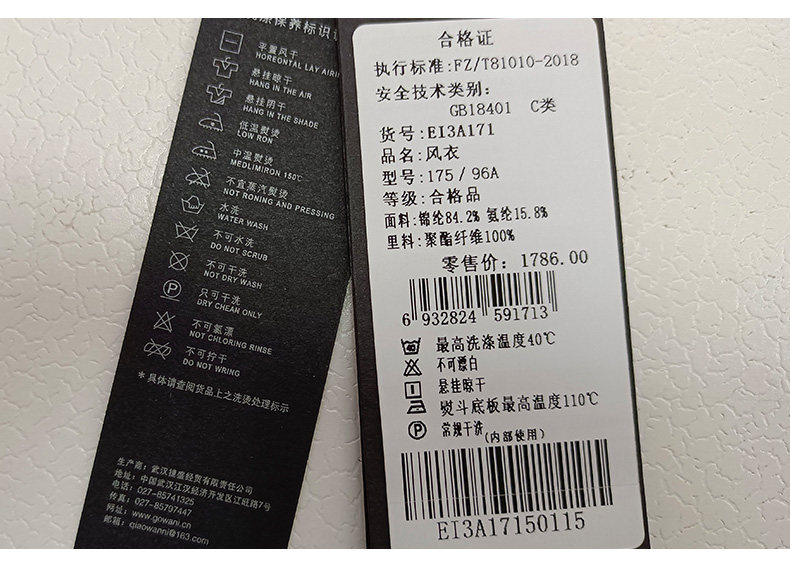 保养标识
平置风干
HOREONTAL LAY AIRI
悬挂晾干
HANG IN THE AIR
悬挂阴干
HANG IN THE SHADE
低温熨烫
LOW RON
中温熨烫
MEDLIMIRON 150℃
不宜蒸汽熨烫
NOT RONING AND PRESSING
水洗
WATER WASH
不可水洗
DO NOT SCRUB
不可干洗
NOT DRY WASH
只可干洗
DRY CHEAN ONLY
不可氯漂
NOT CHLORING RINSE
不可拧干
DO NOT WRING
*具体请查阅货品上之洗烫处理标示
生产商: 武汉捷盛经贸有限责任公司
地址: 中国武汉江汉经济开发区江旺路7号
电话: 027-85741325
传真: 027-85797447
网址: www.gowani.cn
邮箱: qiaowanni@163.com
合格证
执行标准:FZ/T81010-2018
安全技术类别:
GB18401 C类
货号:EI3A171
品名:风衣
型号:175/96A
等级:合格品
面料:锦纶84.2% 氨纶15.8%
里料:聚酯纤维100%
零售价:1786.00
6 932824 591713
最高洗涤温度40℃
不可漂白
悬挂晾干
熨斗底板最高温度110℃
常规干洗(内部使用)
EI3A17150115